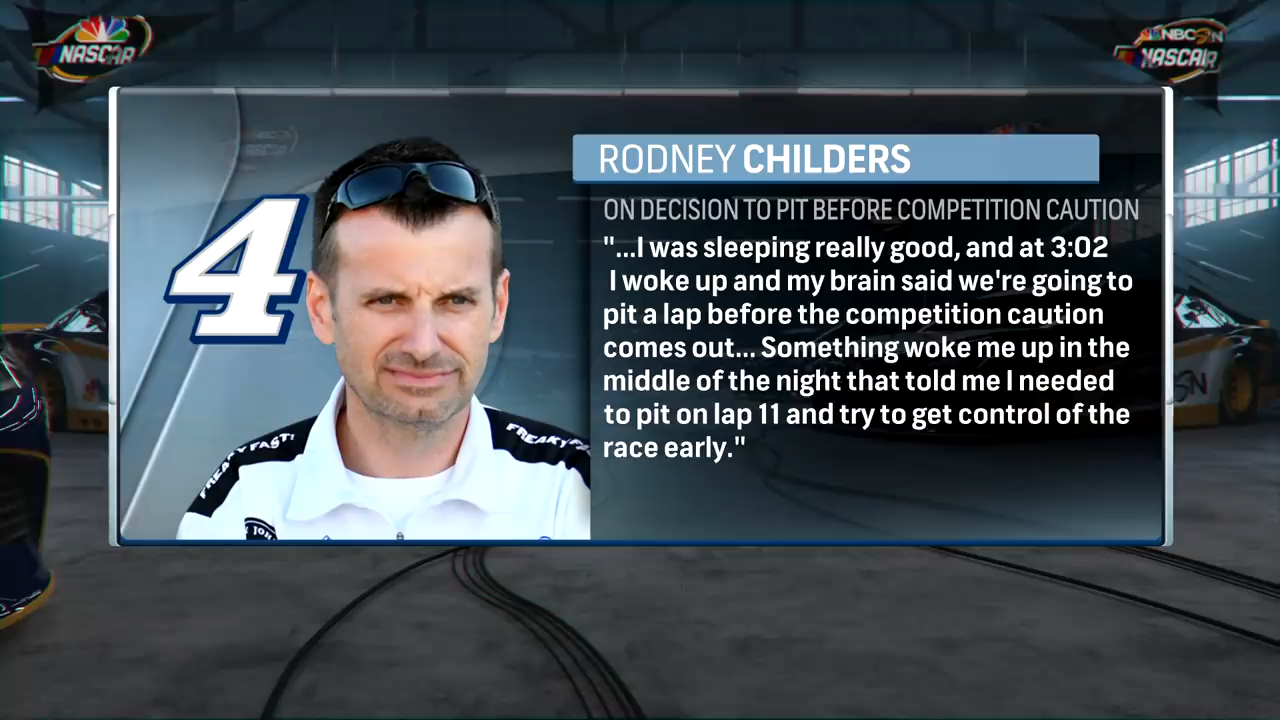 NASCAR
NBCSN
NASCAR
4
RODNEY CHILDERS
ON DECISION TO PIT BEFORE COMPETITION CAUTION
"...I was sleeping really good, and at 3:02
I woke up and my brain said we're going to
pit a lap before the competition caution
comes out... Something woke me up in the
middle of the night that told me I needed
to pit on lap 11 and try to get control of the
race early."
FREAKY FAST!
FREAKY